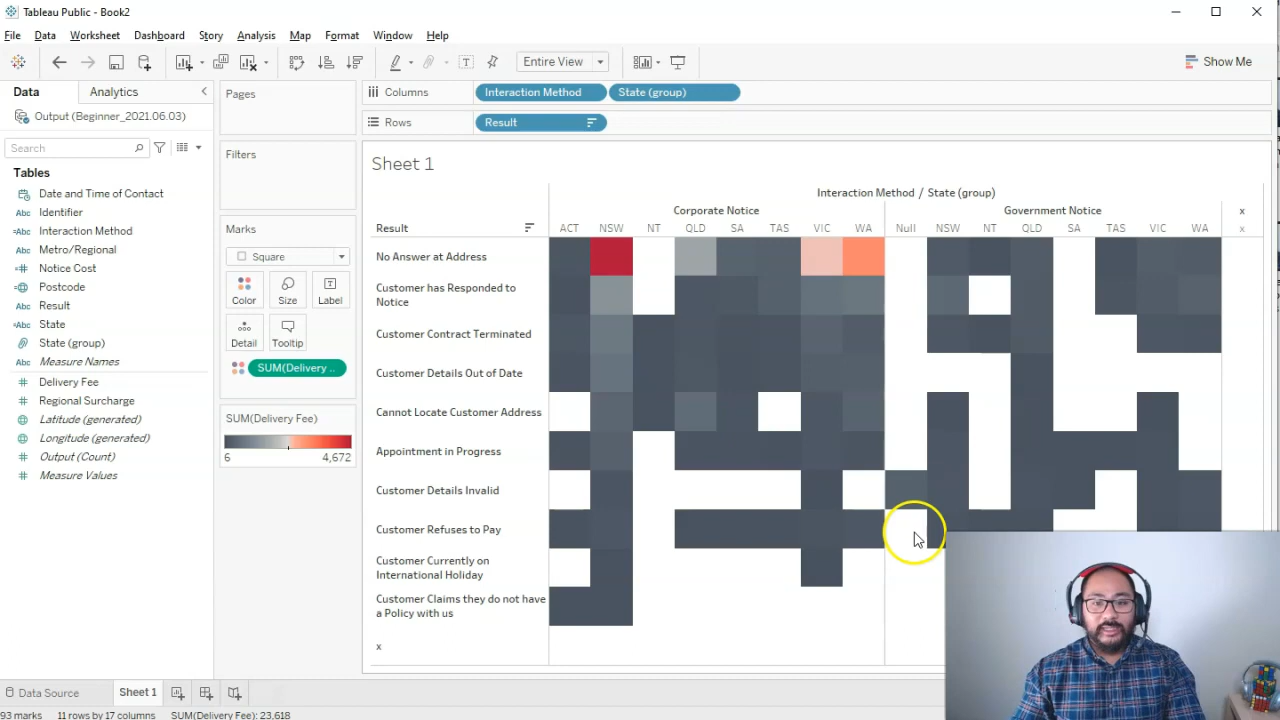 Tableau Public - Book2
File Data Worksheet Dashboard Story Analysis Map Format Window Help
Entire View
Show Me
Data Analytics
Output (Beginner_2021.06.03)
Search
Tables
Date and Time of Contact
Abc Identifier
=Abc Interaction Method
Abc Metro/Regional
Notice Cost
Postcode
Abc Result
=Abc State
State (group)
Abc Measure Names
Delivery Fee
Regional Surcharge
Latitude (generated)
Longitude (generated)
Output (Count)
Measure Values
Pages
Filters
Marks
Square
Color Size Label
Detail Tooltip
SUM(Delivery ..
SUM(Delivery Fee)
6 4,672
Columns Interaction Method State (group)
Rows Result
Sheet 1
Interaction Method / State (group)
Corporate Notice Government Notice x
Result ACT NSW NT QLD SA TAS VIC WA Null NSW NT QLD SA TAS VIC WA x
No Answer at Address
Customer has Responded to
Notice
Customer Contract Terminated
Customer Details Out of Date
Cannot Locate Customer Address
Appointment in Progress
Customer Details Invalid
Customer Refuses to Pay
Customer Currently on
International Holiday
Customer Claims they do not have
a Policy with us
x
Data Source Sheet 1
93 marks 11 rows by 17 columns SUM(Delivery Fee): 23,618